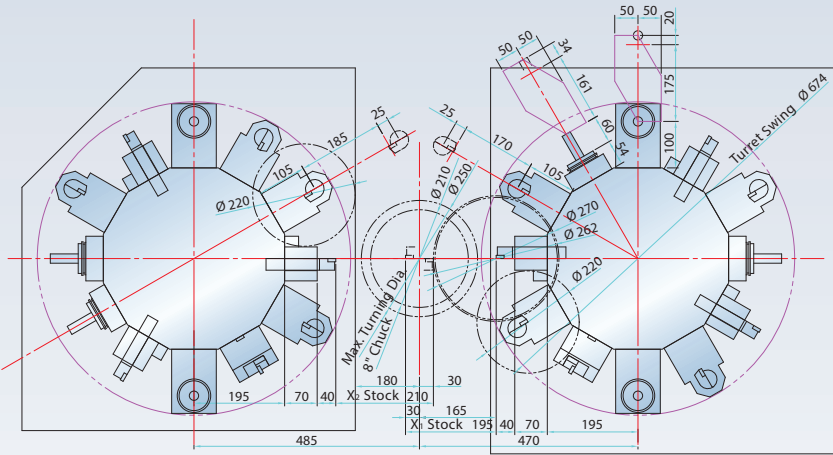 50 50
20
50 50
34
161
175
Turret Swing Ø 674
25
185
25
170
60
54
100
105
105
Ø 210
Ø 250
Ø 220
Ø 270
Ø 262
Ø 220
Max. Turning Dia.
8" Chuck
180
30
195
70
40
X₂ Stock
210
30
165
X₁ Stock
195
40
70
195
485
470